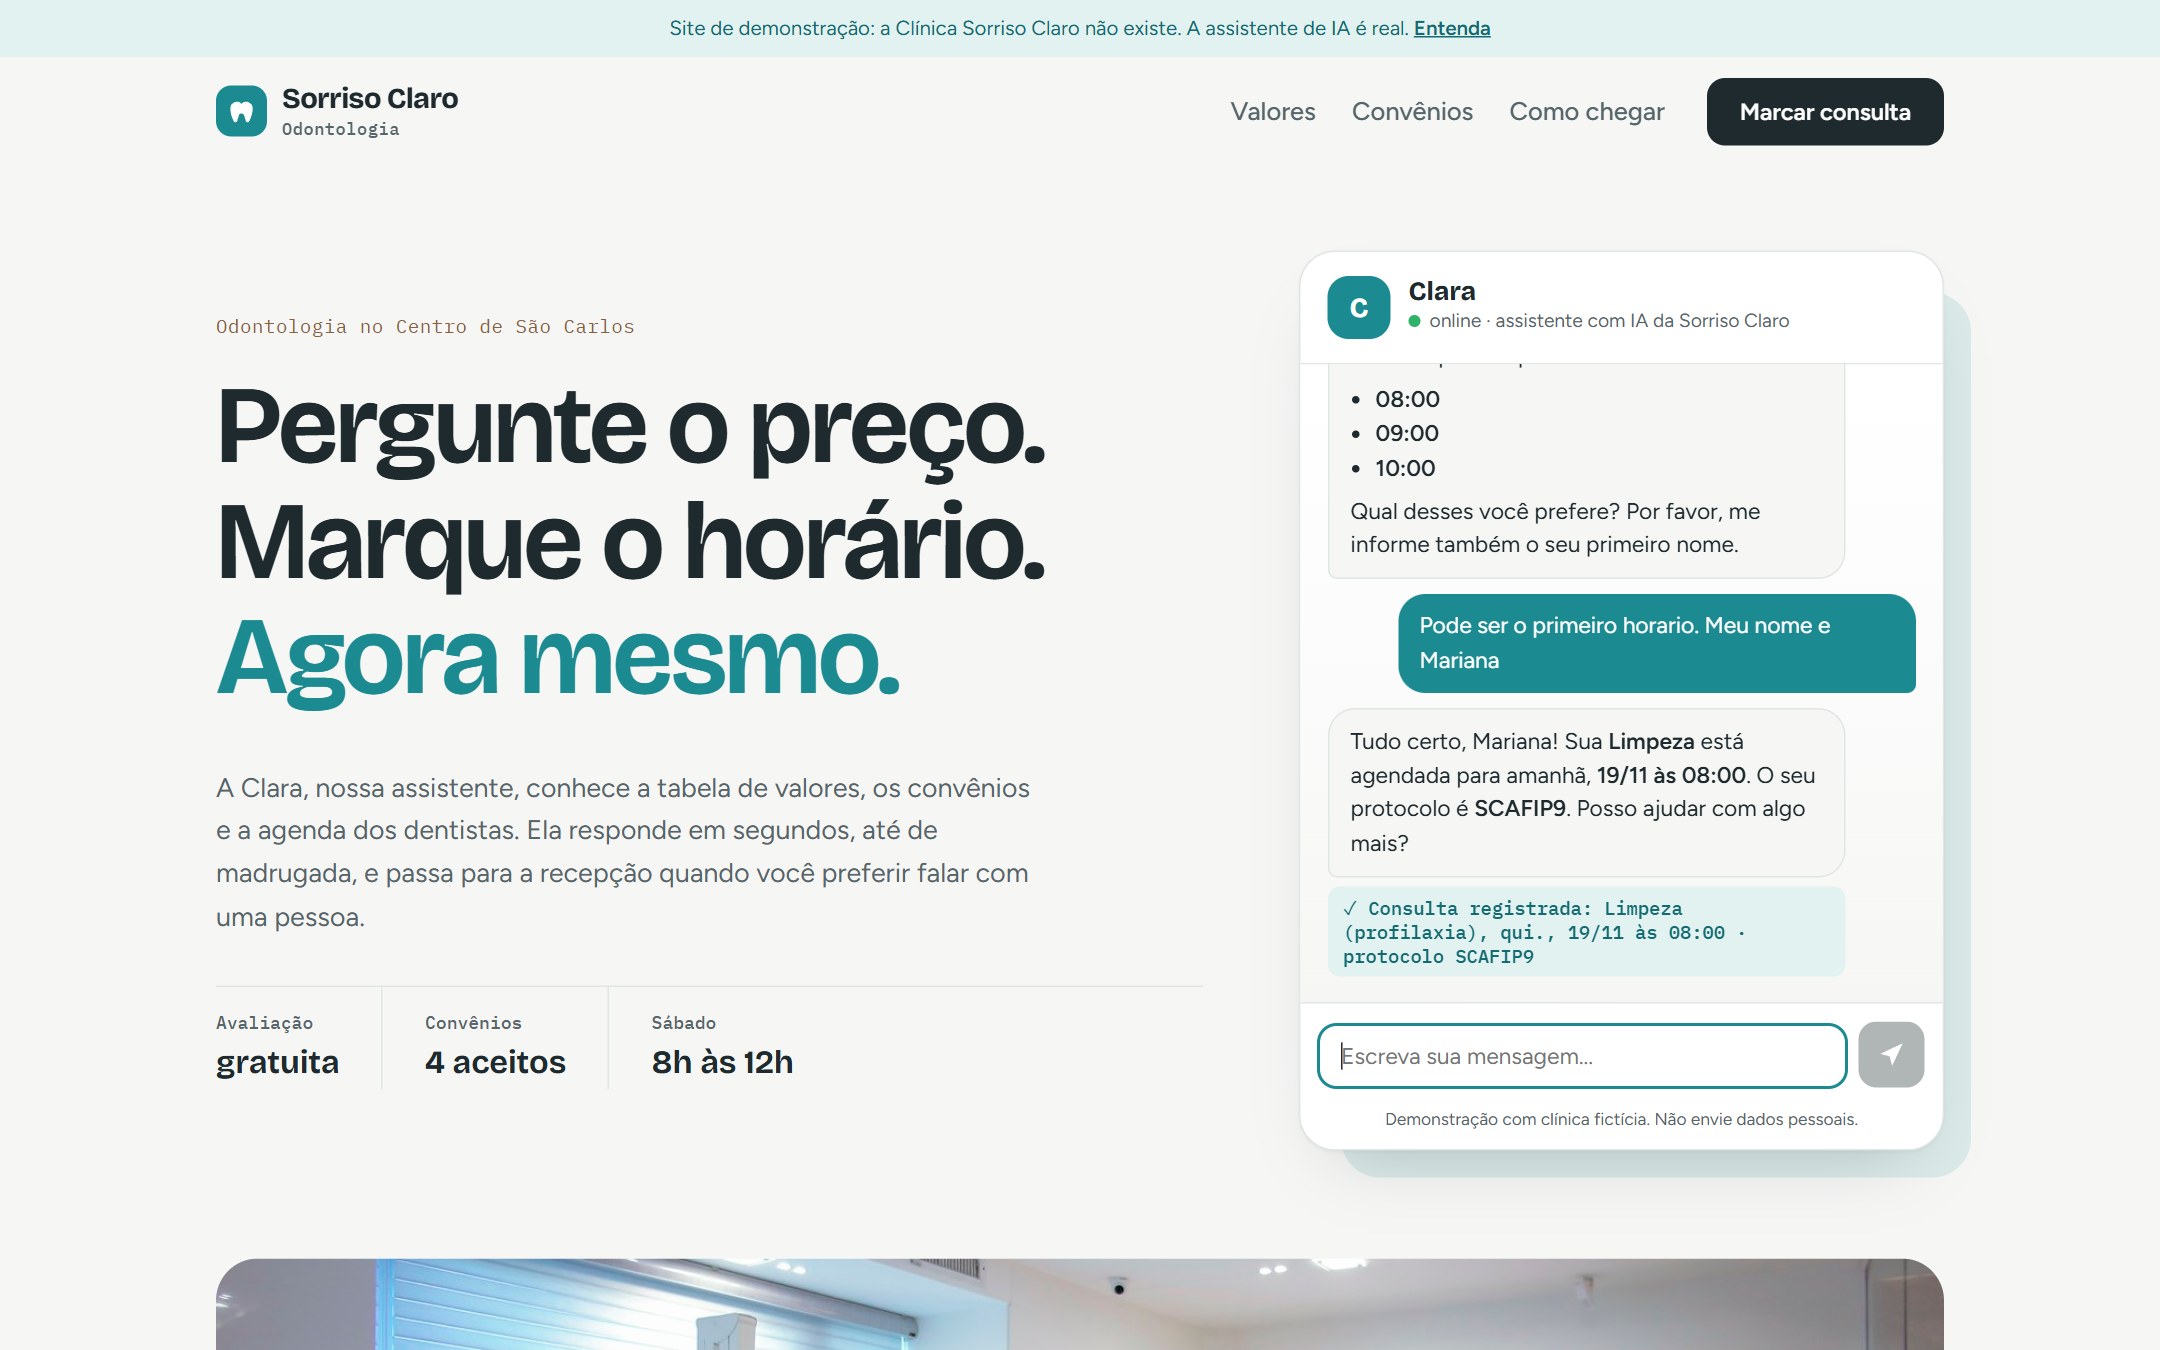 Site de demonstração: a Clínica Sorriso Claro não existe. A assistente de IA é real. Entenda
Sorriso Claro
Odontologia
Valores
Convênios
Como chegar
Marcar consulta
Odontologia no Centro de São Carlos
Pergunte o preço.
Marque o horário.
Agora mesmo.
A Clara, nossa assistente, conhece a tabela de valores, os convênios
e a agenda dos dentistas. Ela responde em segundos, até de
madrugada, e passa para a recepção quando você preferir falar com
uma pessoa.
Avaliação
gratuita
Convênios
4 aceitos
Sábado
8h às 12h
C
Clara
online · assistente com IA da Sorriso Claro
• 08:00
• 09:00
• 10:00
Qual desses você prefere? Por favor, me
informe também o seu primeiro nome.
Pode ser o primeiro horario. Meu nome e
Mariana
Tudo certo, Mariana! Sua Limpeza está
agendada para amanhã, 19/11 às 08:00. O seu
protocolo é SCAFIP9. Posso ajudar com algo
mais?
✓ Consulta registrada: Limpeza
(profilaxia), qui., 19/11 às 08:00 ·
protocolo SCAFIP9
Escreva sua mensagem...
Demonstração com clínica fictícia. Não envie dados pessoais.